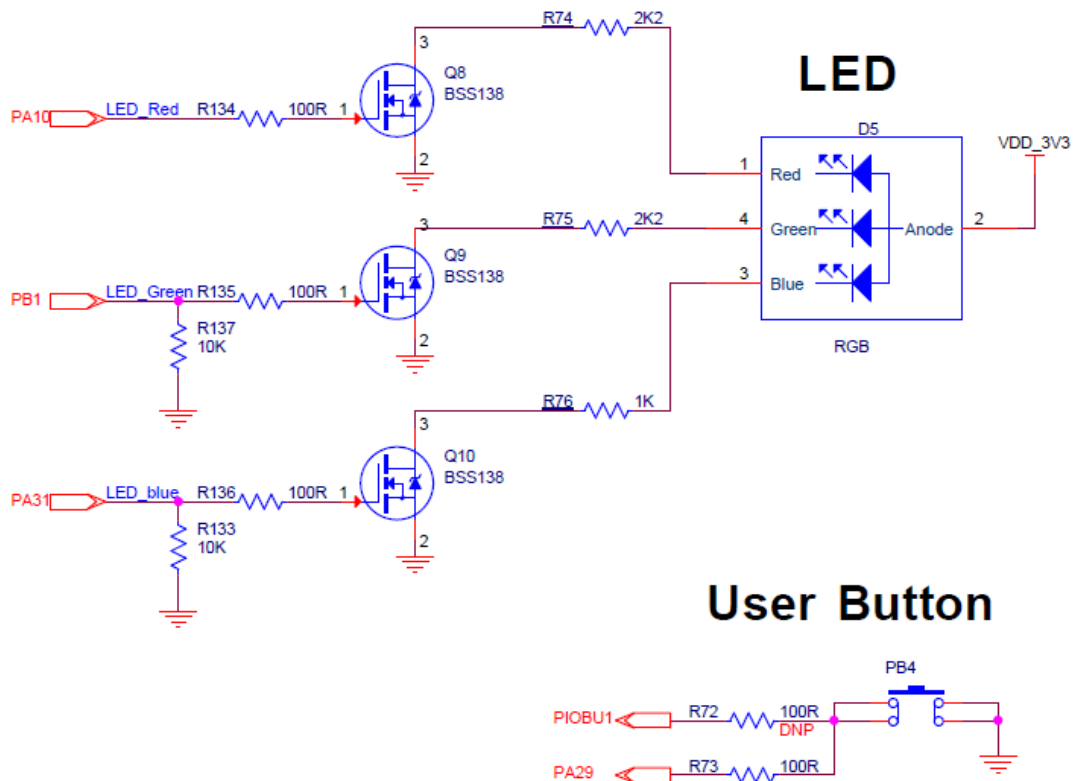 R74 2K2
3
Q8
BSS138
LED
PA10 LED_Red R134 100R 1
D5
VDD_3V3
2
1 Red
R75 2K2
3
4 Green Anode 2
Q9
BSS138
3 Blue
PB1 LED_Green R135 100R 1
R137
10K
2
RGB
R76 1K
3
Q10
BSS138
PA31 LED_blue R136 100R 1
R133
10K
2
User Button
PB4
PIOBU1 R72 100R
DNP
PA29 R73 100R